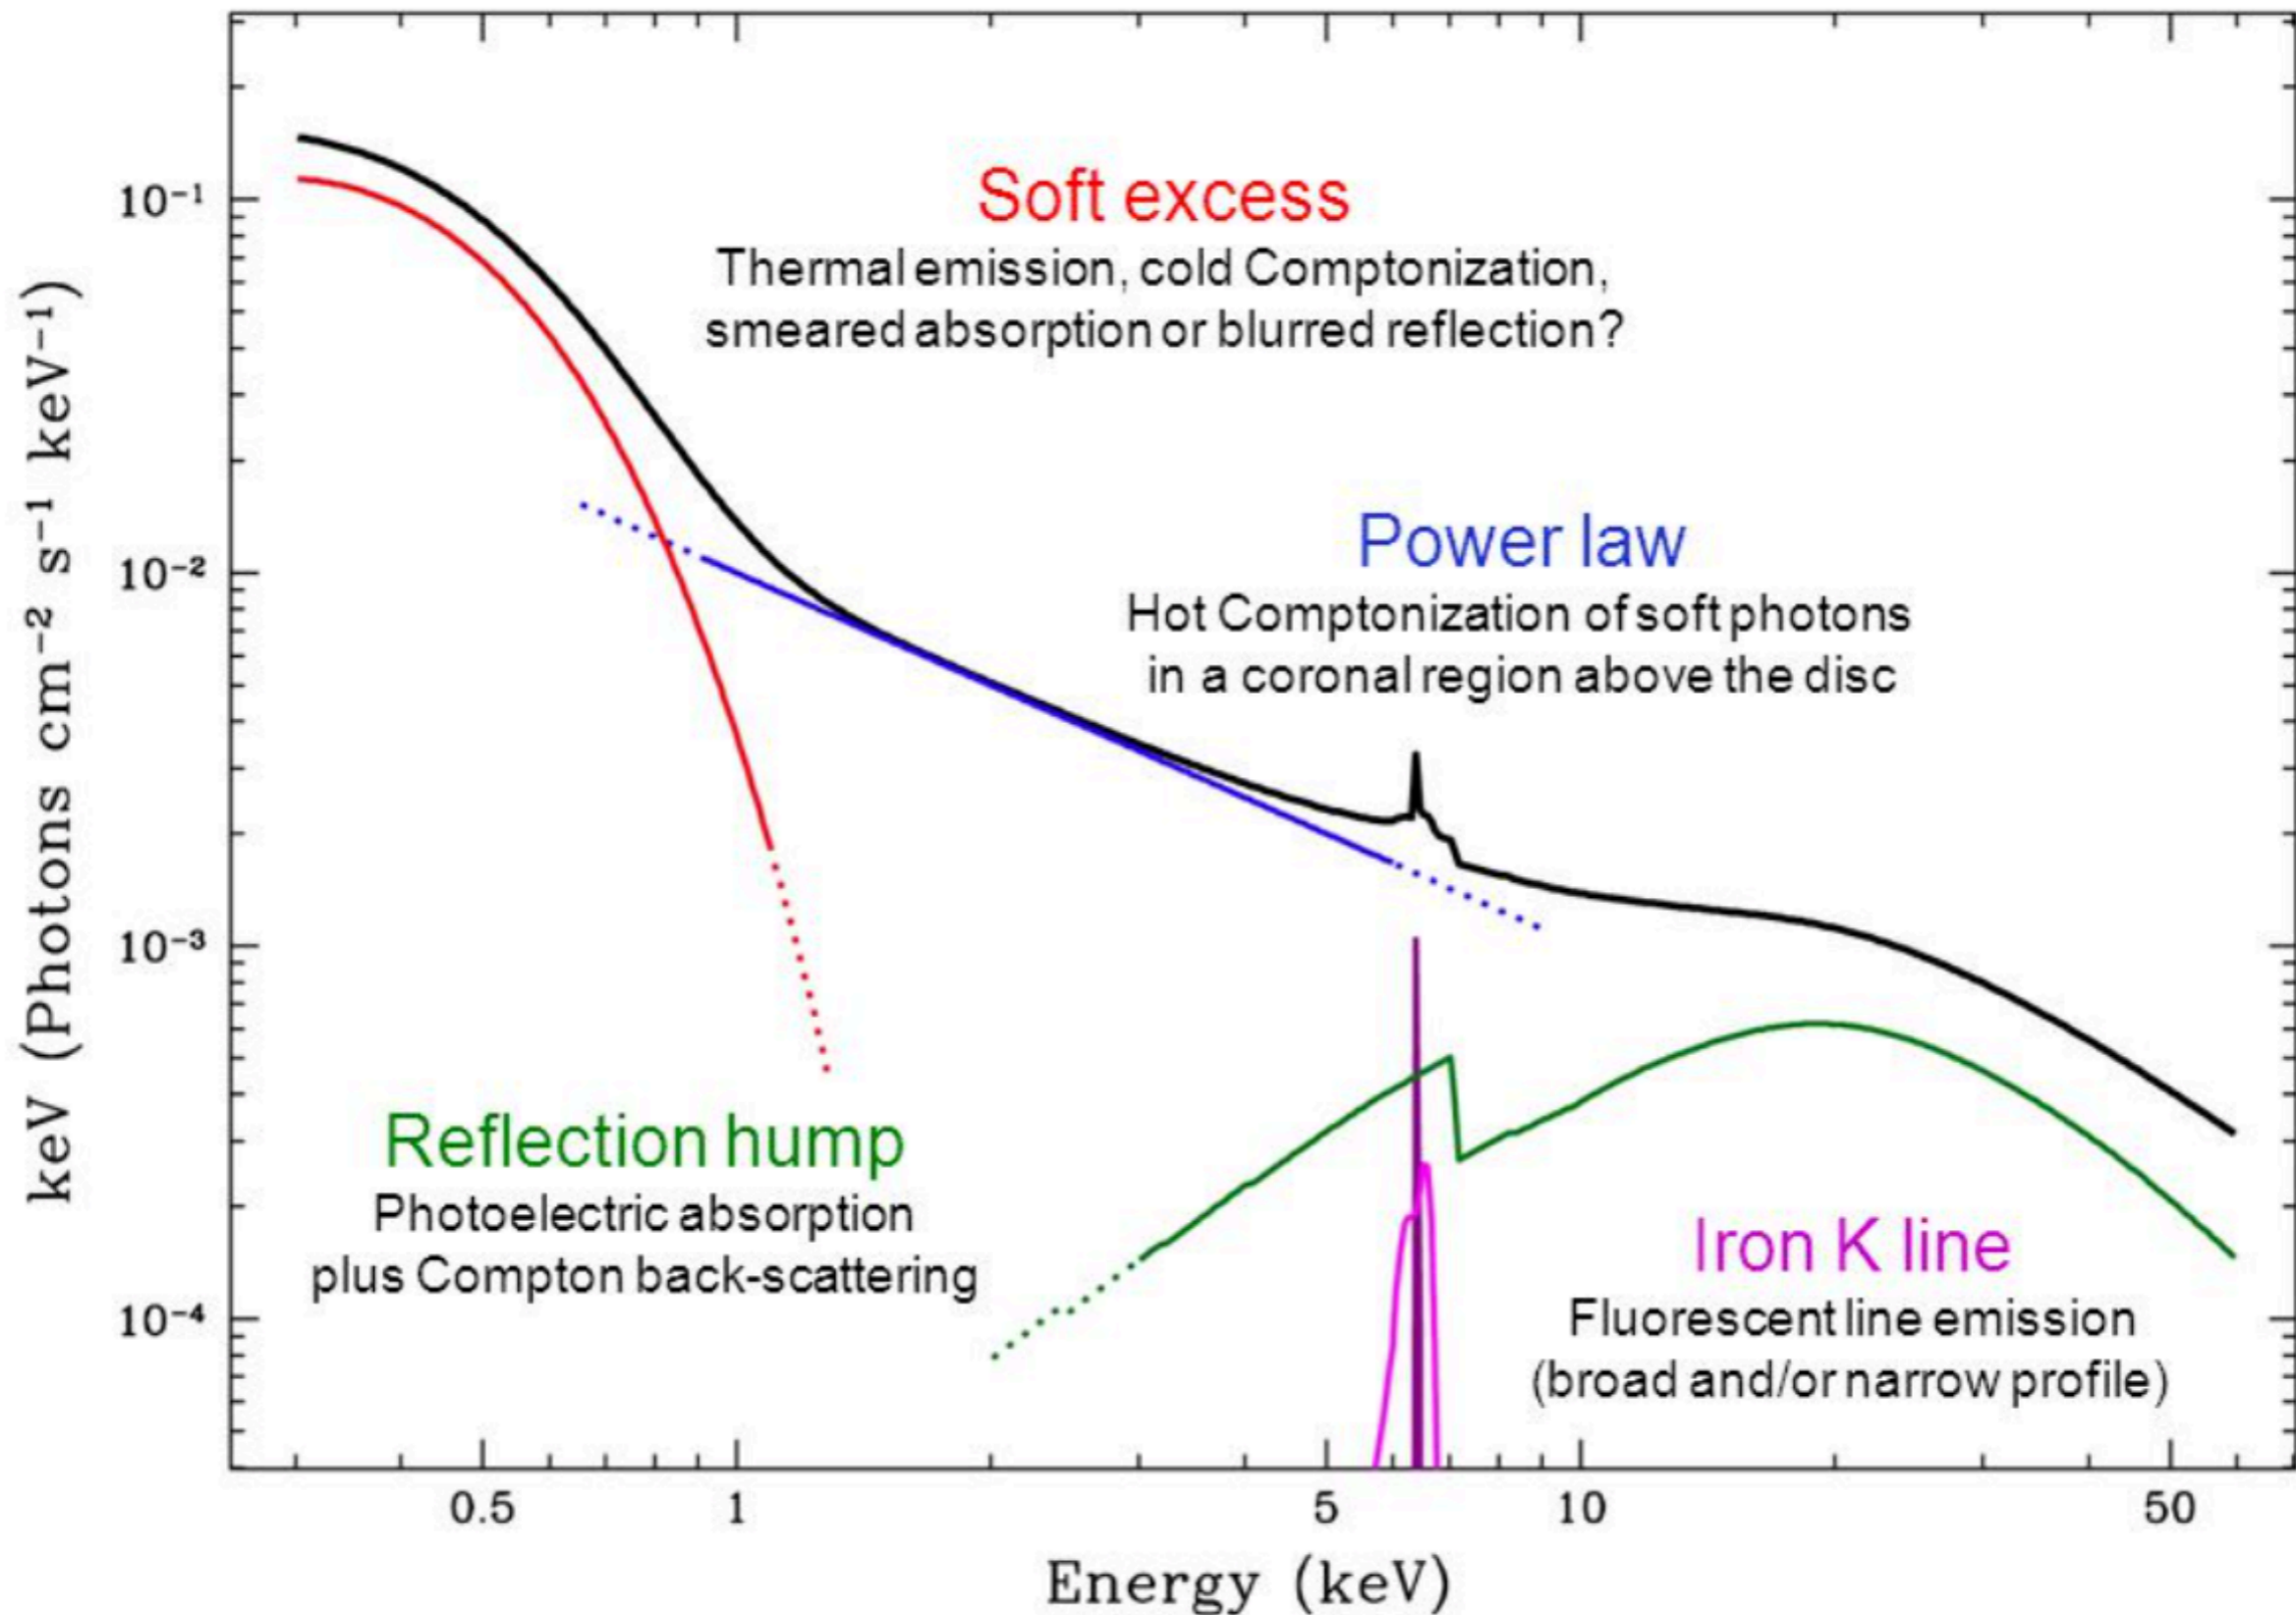 Soft excess
Thermal emission, cold Comptonization,
smeared absorption or blurred reflection?
Power law
Hot Comptonization of soft photons
in a coronal region above the disc
Reflection hump
Photoelectric absorption
plus Compton back-scattering
Iron K line
Fluorescent line emission
(broad and/or narrow profile)
keV (Photons cm⁻² s⁻¹ keV⁻¹)
10⁻¹
10⁻²
10⁻³
10⁻⁴
0.5 1 5 10 50
Energy (keV)